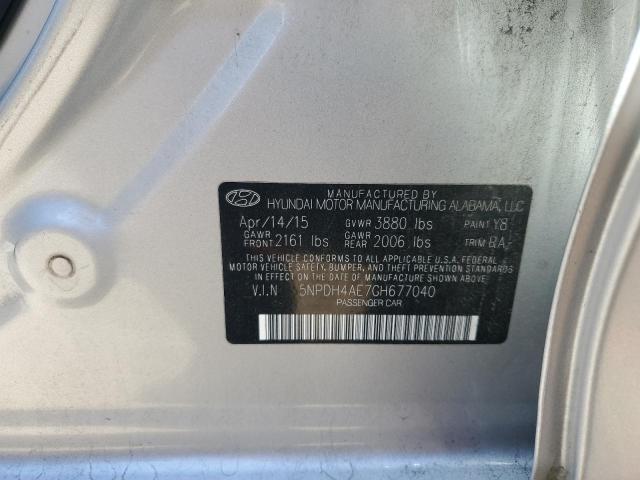 MANUFACTURED BY
HYUNDAI MOTOR MANUFACTURING ALABAMA, LLC
Apr/14/15 GVWR 3880 lbs PAINT Y8
GAWR FRONT 2161 lbs GAWR REAR 2006 lbs TRIM
THIS VEHICLE CONFORMS TO ALL APPLICABLE U.S.A. FEDERAL
MOTOR VEHICLE SAFETY, BUMPER, AND THEFT PREVENTION STANDARDS
IN EFFECT ON THE DATE OF MANUFACTURE SHOWN ABOVE.
V.I.N 5NPDH4AE7GH677040
PASSENGER CAR